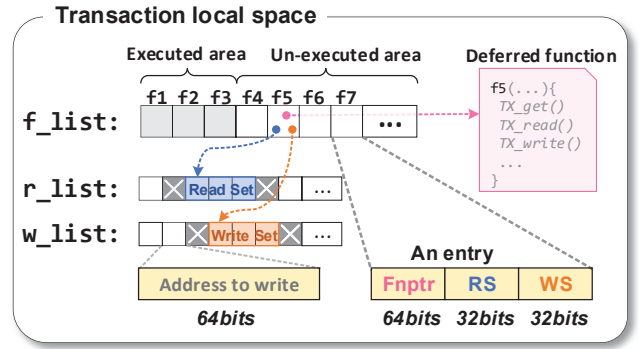 Transaction local space
Executed area
Un-executed area
Deferred function
f1 f2 f3 f4 f5 f6 f7
f_list:
...
f5(...){
TX_get()
TX_read()
TX_write()
...
}
r_list:
Read Set
...
w_list:
Write Set
...
Address to write
64bits
An entry
Fnptr RS WS
64bits 32bits 32bits